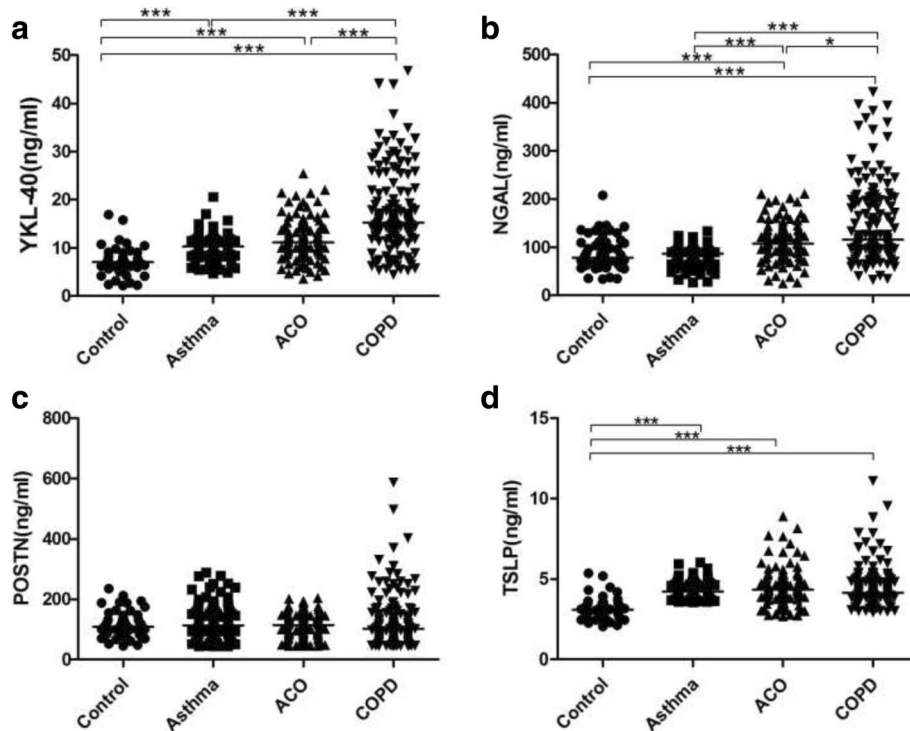 a
*** ***
*** ***
***
YKL-40(ng/ml)
50
40
30
20
10
0
Control
Asthma
ACO
COPD
b
***
*** *
***
***
NGAL(ng/ml)
500
400
300
200
100
0
Control
Asthma
ACO
COPD
c
POSTN(ng/ml)
800
600
400
200
0
Control
Asthma
ACO
COPD
d
***
***
***
TSLP(ng/ml)
15
10
5
0
Control
Asthma
ACO
COPD